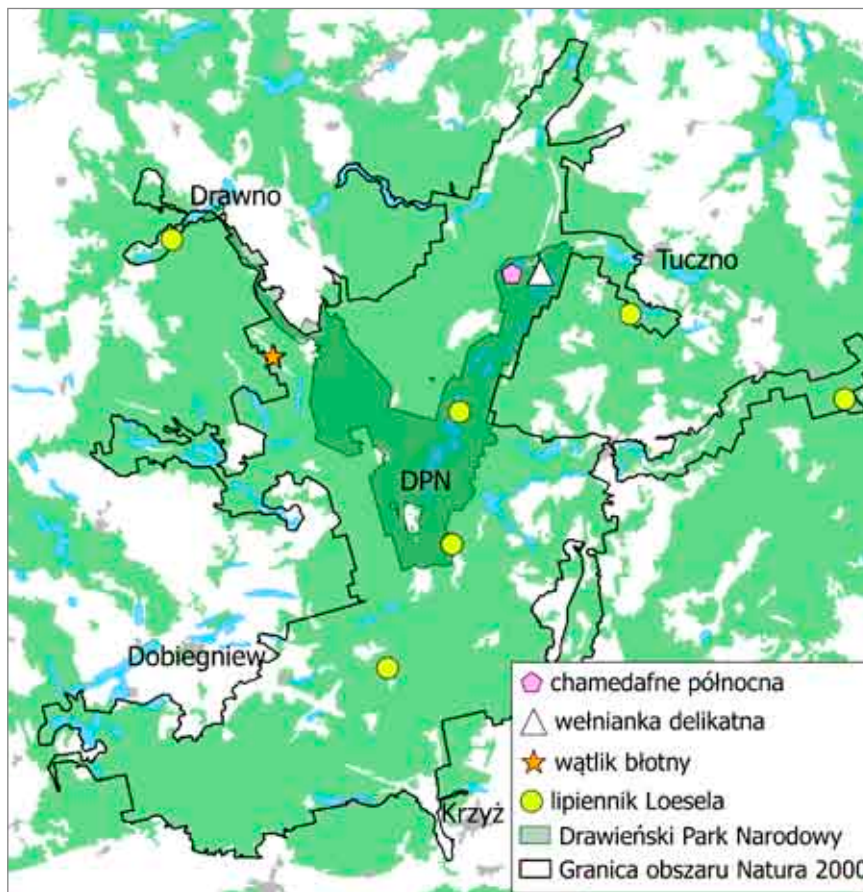 Drawno
Tuczno
DPN
Dobiegniew
Krzyż
chamedafne północna
wełnianka delikatna
wątlik błotny
lipiennik Loesela
Drawieński Park Narodowy
Granica obszaru Natura 2000